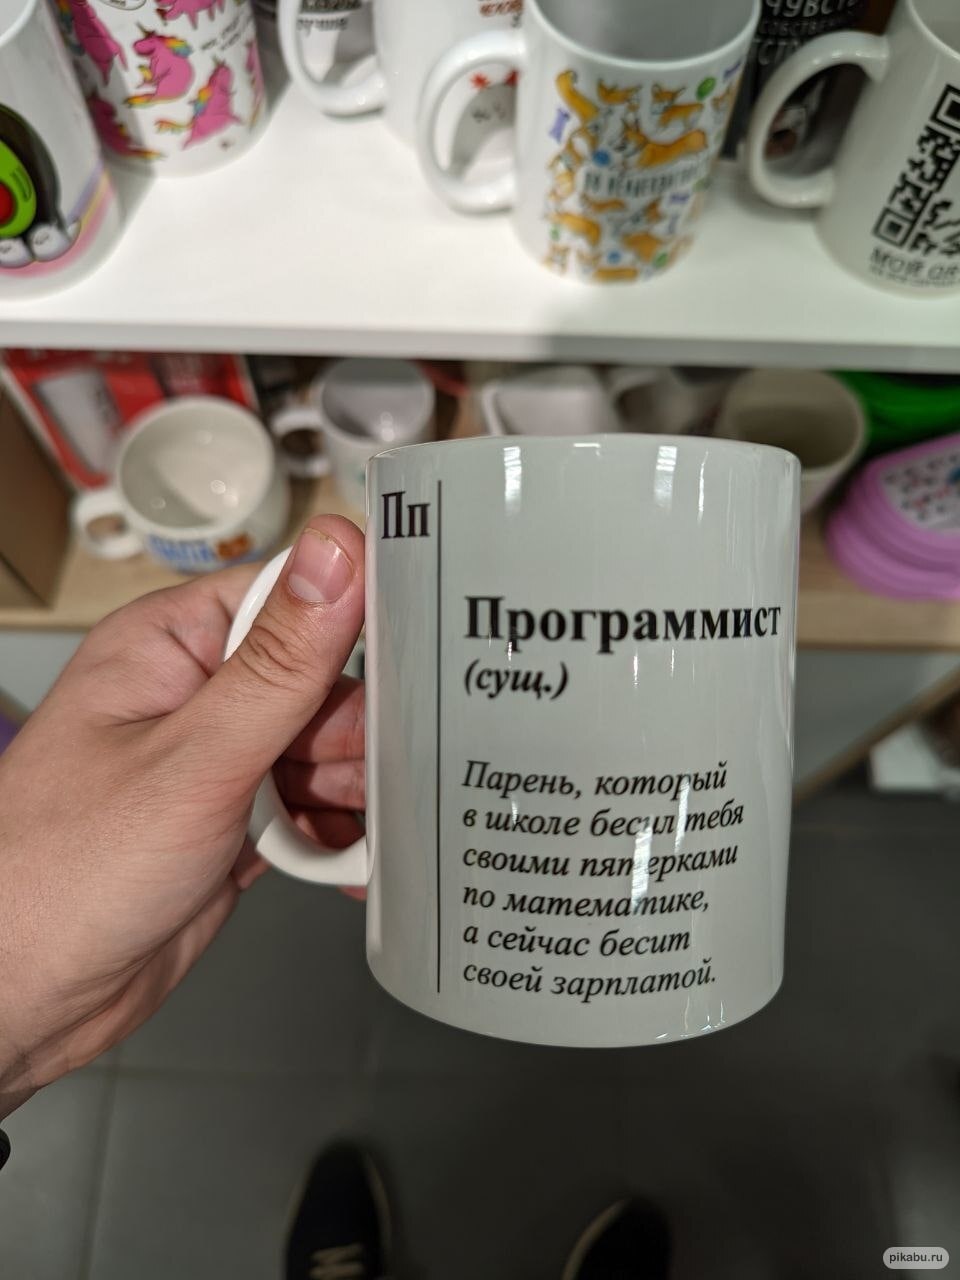 Пп
Программист
(сущ.)
Парень, который
в школе бесил тебя
своими пятерками
по математике,
а сейчас бесит
своей зарплатой.
pikabu.ru